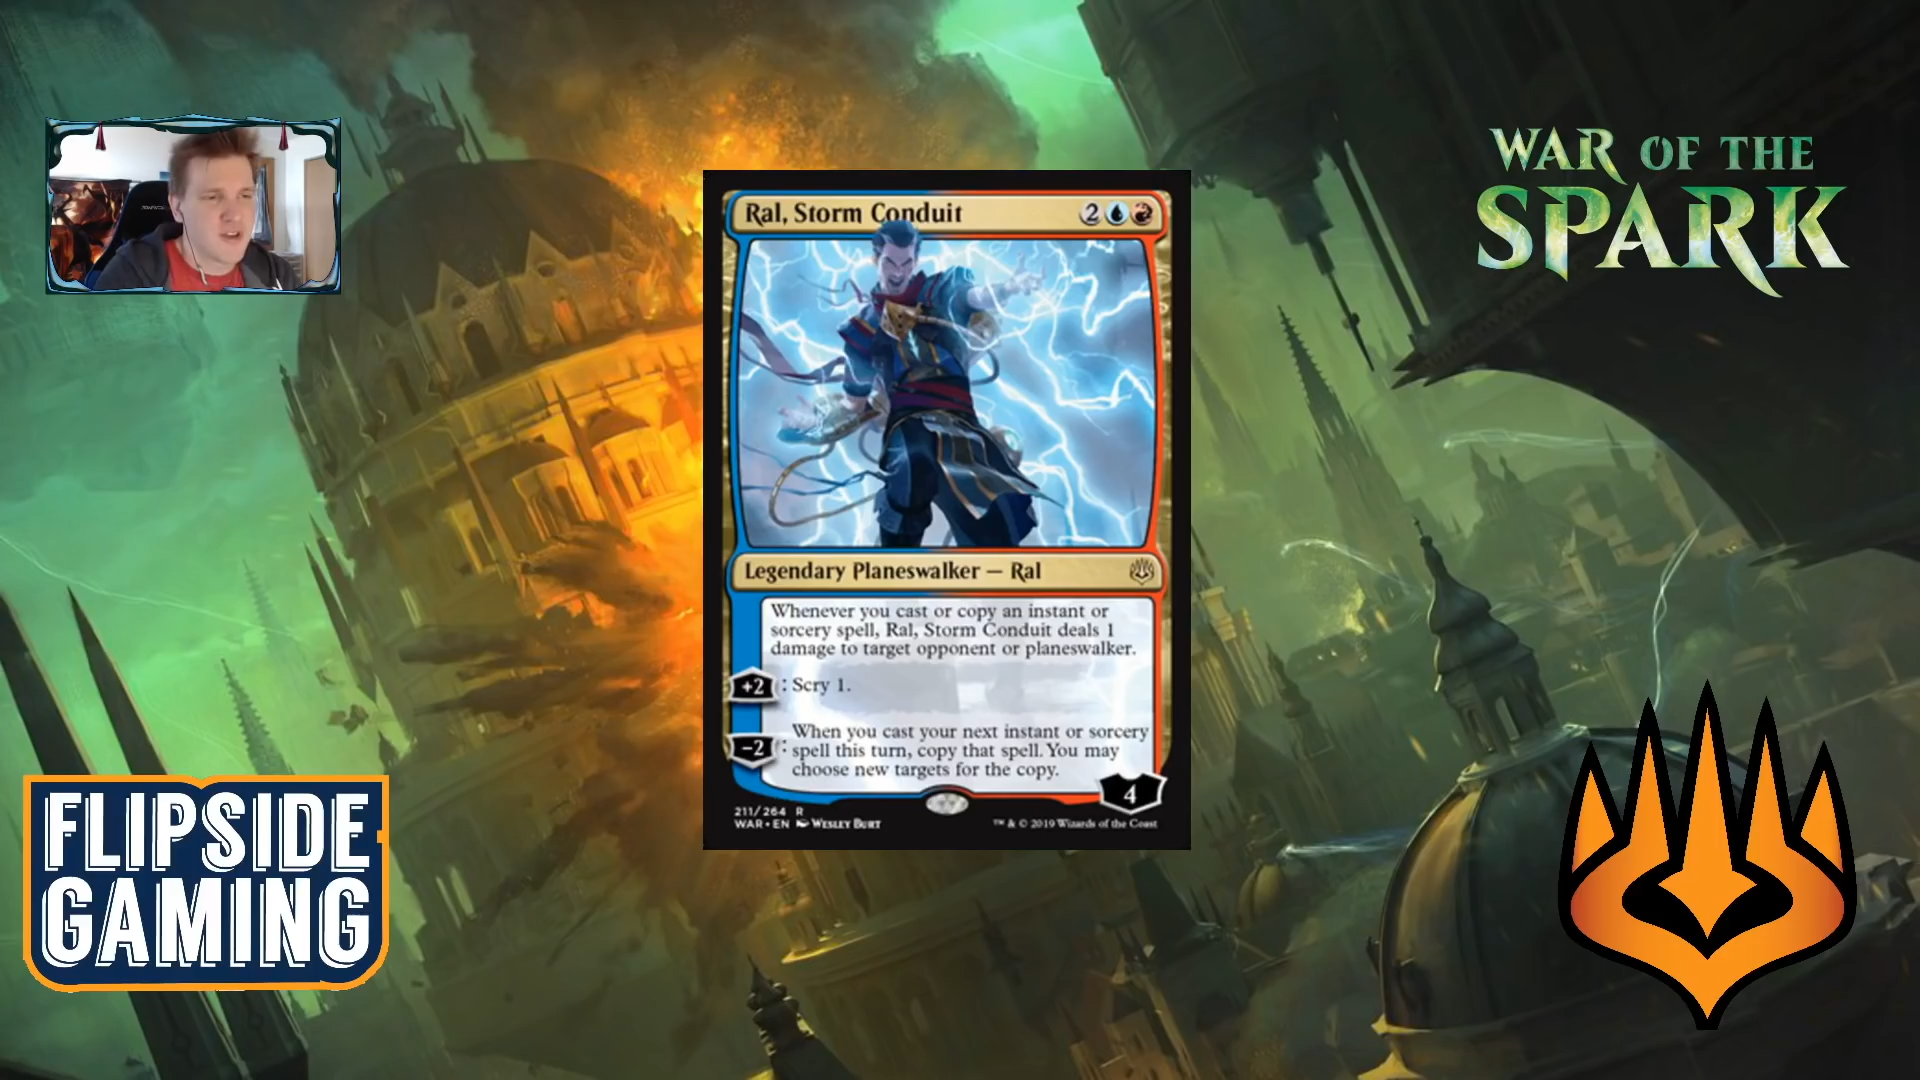 WAR OF THE
SPARK
Ral, Storm Conduit 2
Legendary Planeswalker — Ral
Whenever you cast or copy an instant or
sorcery spell, Ral, Storm Conduit deals 1
damage to target opponent or planeswalker.
+2 : Scry 1.
When you cast your next instant or sorcery
−2 : spell this turn, copy that spell. You may
choose new targets for the copy.
4
211/264 R
WAR • EN Wesley Burt
™ & © 2019 Wizards of the Coast
FLIPSIDE
GAMING